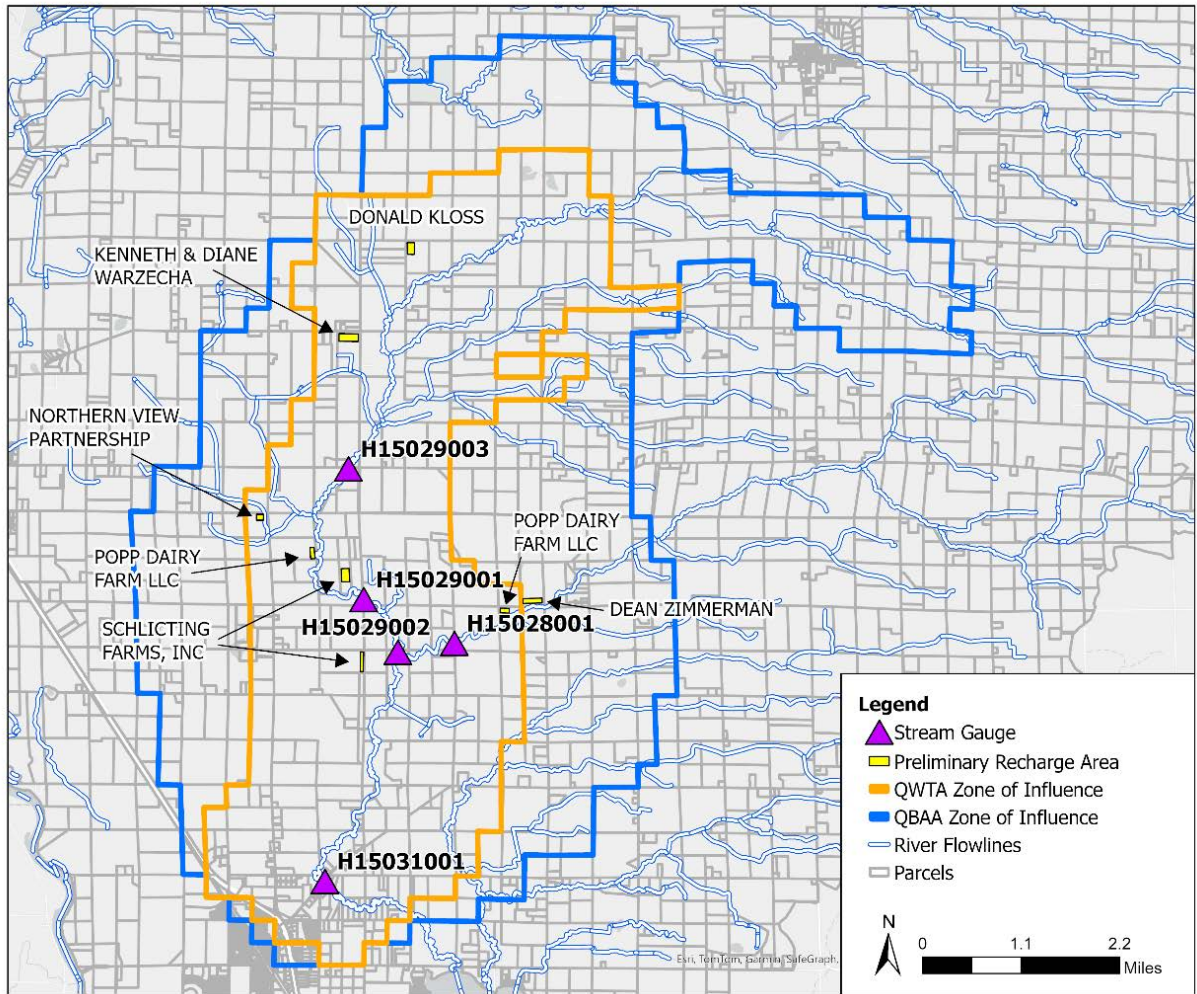 DONALD KLOSS
KENNETH & DIANE
WARZECHA
NORTHERN VIEW
PARTNERSHIP
H15029003
POPP DAIRY
FARM LLC
POPP DAIRY
FARM LLC
H15029001
DEAN ZIMMERMAN
H15029002
H15028001
SCHLICTING
FARMS, INC
H15031001
Legend
Stream Gauge
Preliminary Recharge Area
QWTA Zone of Influence
QBAA Zone of Influence
River Flowlines
Parcels
N
0 1.1 2.2
Miles
Esri, TomTom, Garmin, SafeGraph,